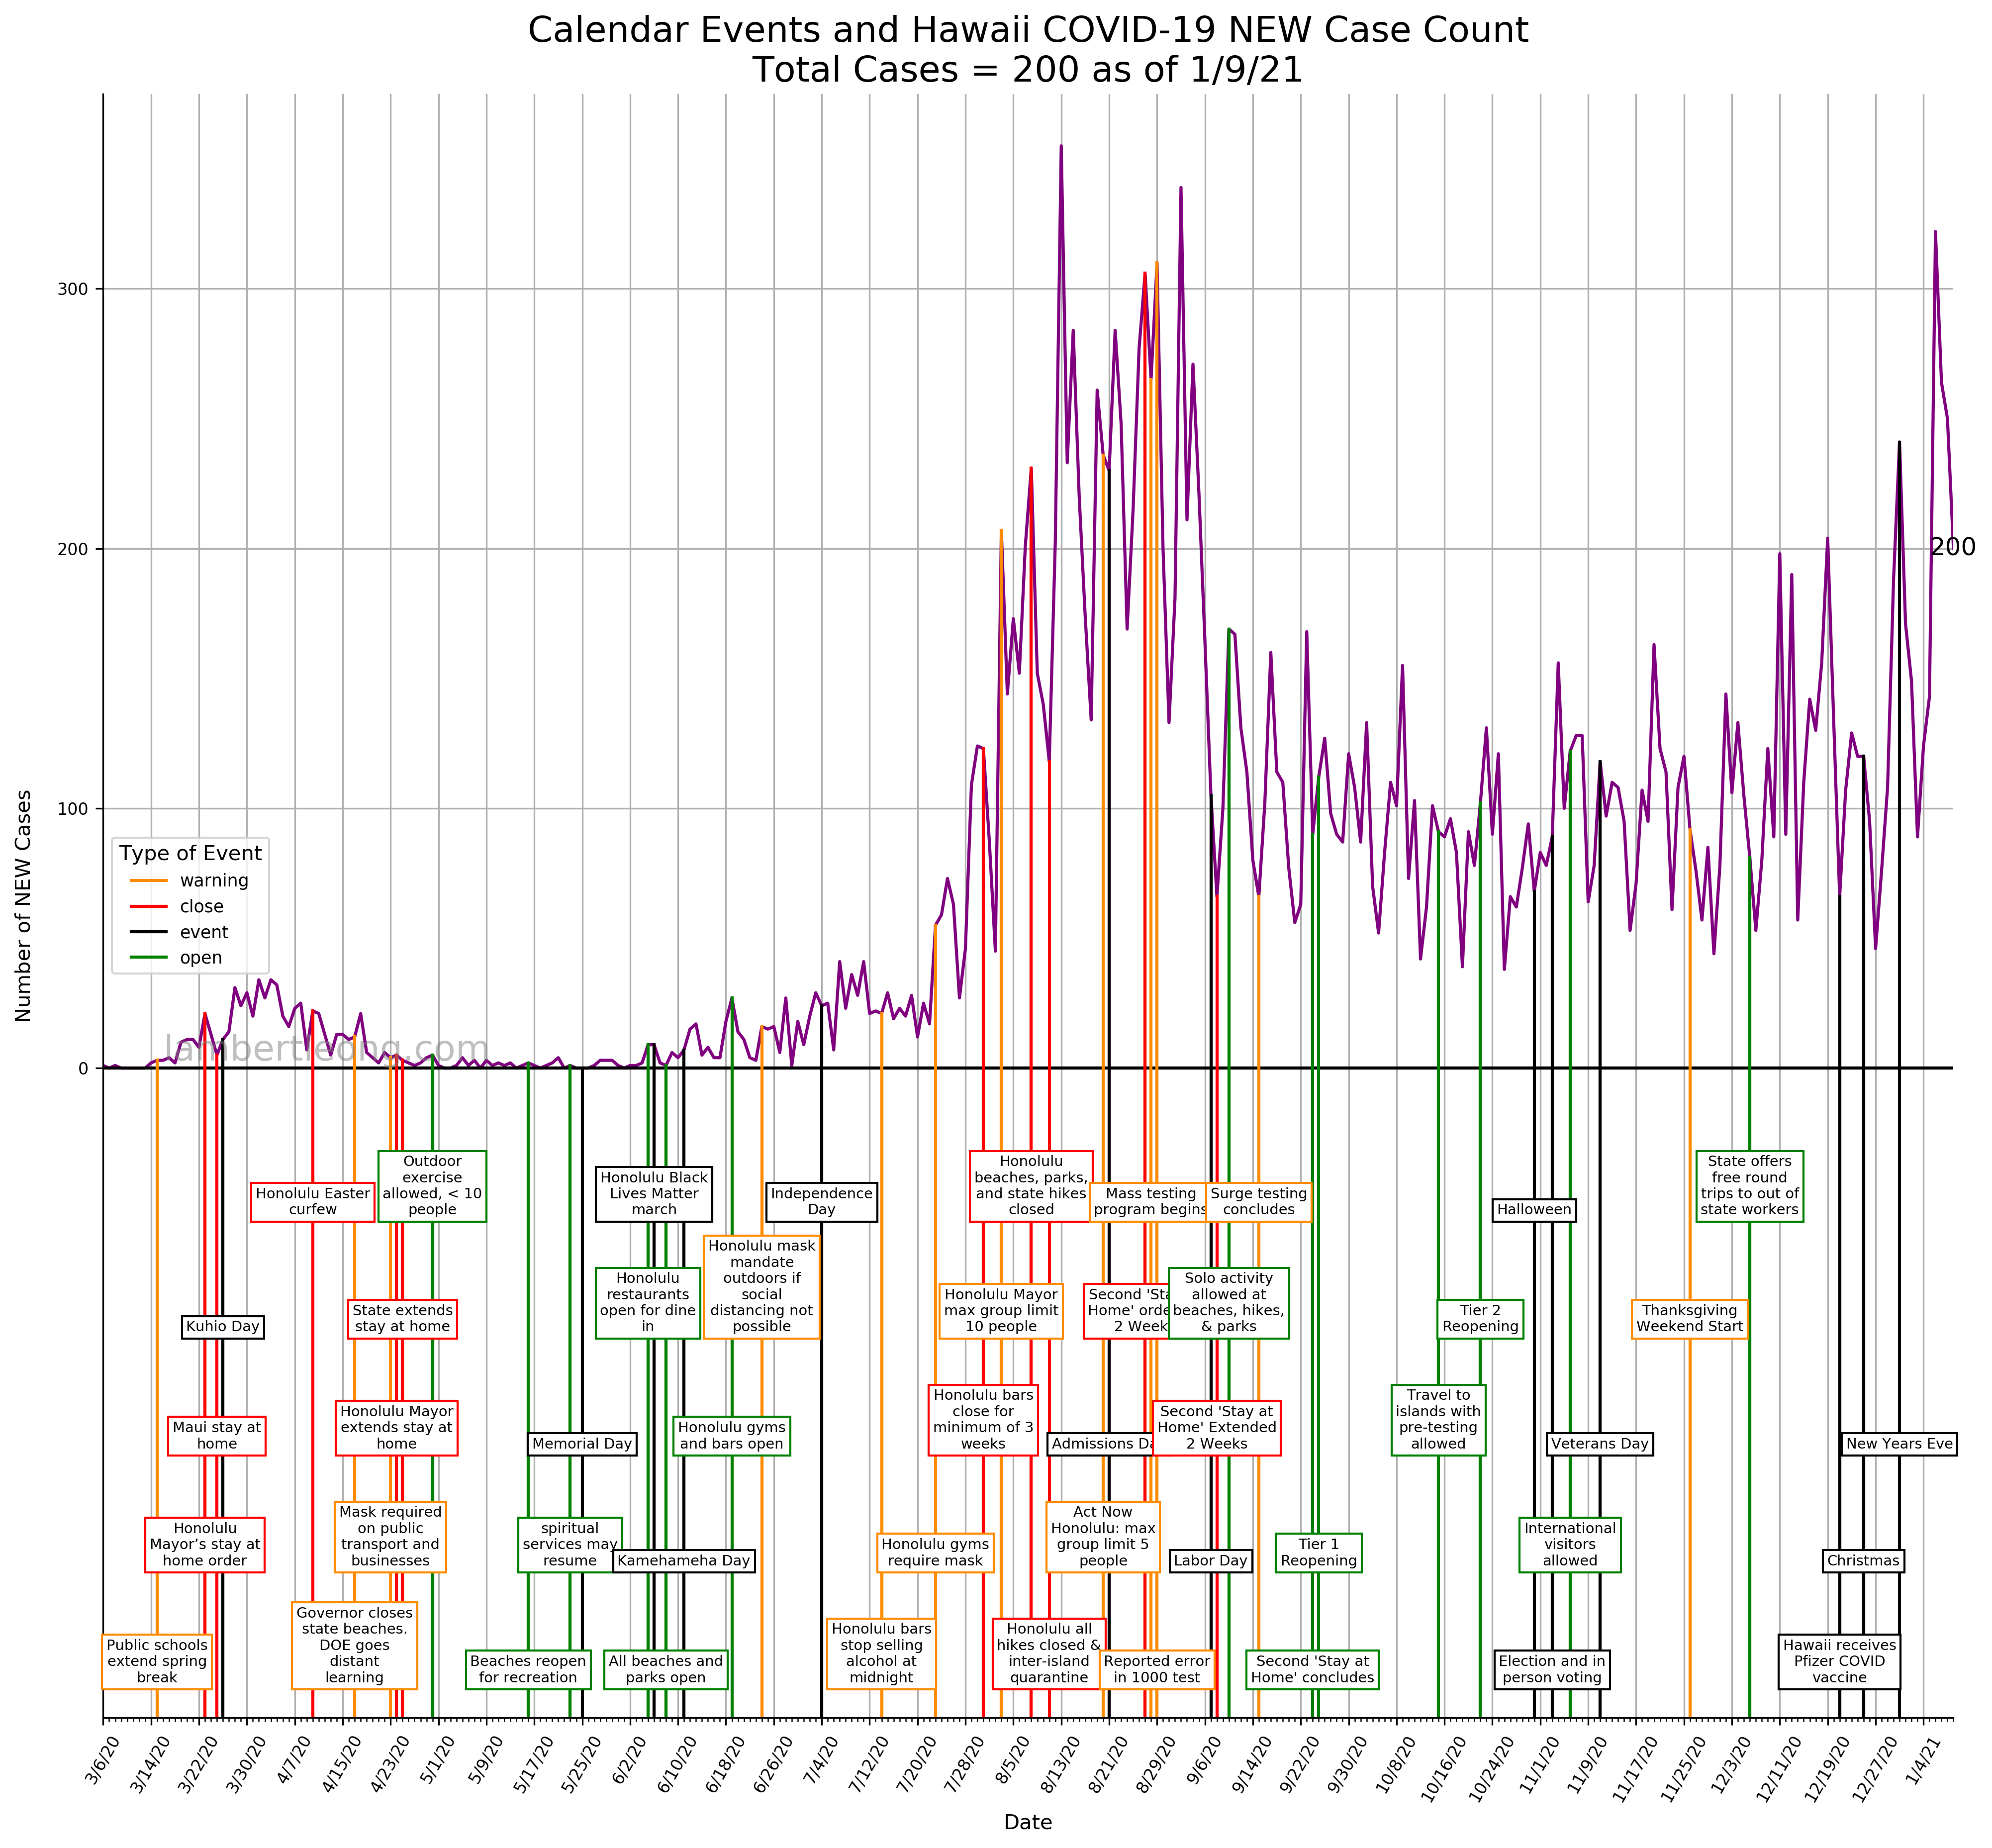 Calendar Events and Hawaii COVID-19 NEW Case Count
Total Cases = 200 as of 1/9/21
Number of NEW Cases
300
200
100
0
200
Type of Event
warning
close
event
open
lambertleong.com
Outdoor
exercise
allowed, < 10
people
Honolulu Easter
curfew
Honolulu Black
Lives Matter
march
Independence
Day
Honolulu
beaches, parks,
and state hikes
closed
Mass testing
program begins
Surge testing
concludes
Halloween
State offers
free round
trips to out of
state workers
Kuhio Day
State extends
stay at home
Honolulu
restaurants
open for dine
in
Honolulu mask
mandate
outdoors if
social
distancing not
possible
Honolulu Mayor
max group limit
10 people
Second 'Sta
Home' orde
2 Week
Solo activity
allowed at
beaches, hikes,
& parks
Tier 2
Reopening
Thanksgiving
Weekend Start
Maui stay at
home
Honolulu Mayor
extends stay at
home
Memorial Day
Honolulu gyms
and bars open
Honolulu bars
close for
minimum of 3
weeks
Admissions Da
Second 'Stay at
Home' Extended
2 Weeks
Travel to
islands with
pre-testing
allowed
Veterans Day
New Years Eve
Honolulu
Mayor’s stay at
home order
Mask required
on public
transport and
businesses
spiritual
services may
resume
Kamehameha Day
Honolulu gyms
require mask
Act Now
Honolulu: max
group limit 5
people
Labor Day
Tier 1
Reopening
International
visitors
allowed
Christmas
Public schools
extend spring
break
Governor closes
state beaches.
DOE goes
distant
learning
Beaches reopen
for recreation
All beaches and
parks open
Honolulu bars
stop selling
alcohol at
midnight
Honolulu all
hikes closed &
inter-island
quarantine
Reported error
in 1000 test
Second 'Stay at
Home' concludes
Election and in
person voting
Hawaii receives
Pfizer COVID
vaccine
3/6/20
3/14/20
3/22/20
3/30/20
4/7/20
4/15/20
4/23/20
5/1/20
5/9/20
5/17/20
5/25/20
6/2/20
6/10/20
6/18/20
6/26/20
7/4/20
7/12/20
7/20/20
7/28/20
8/5/20
8/13/20
8/21/20
8/29/20
9/6/20
9/14/20
9/22/20
9/30/20
10/8/20
10/16/20
10/24/20
11/1/20
11/9/20
11/17/20
11/25/20
12/3/20
12/11/20
12/19/20
12/27/20
1/4/21
Date